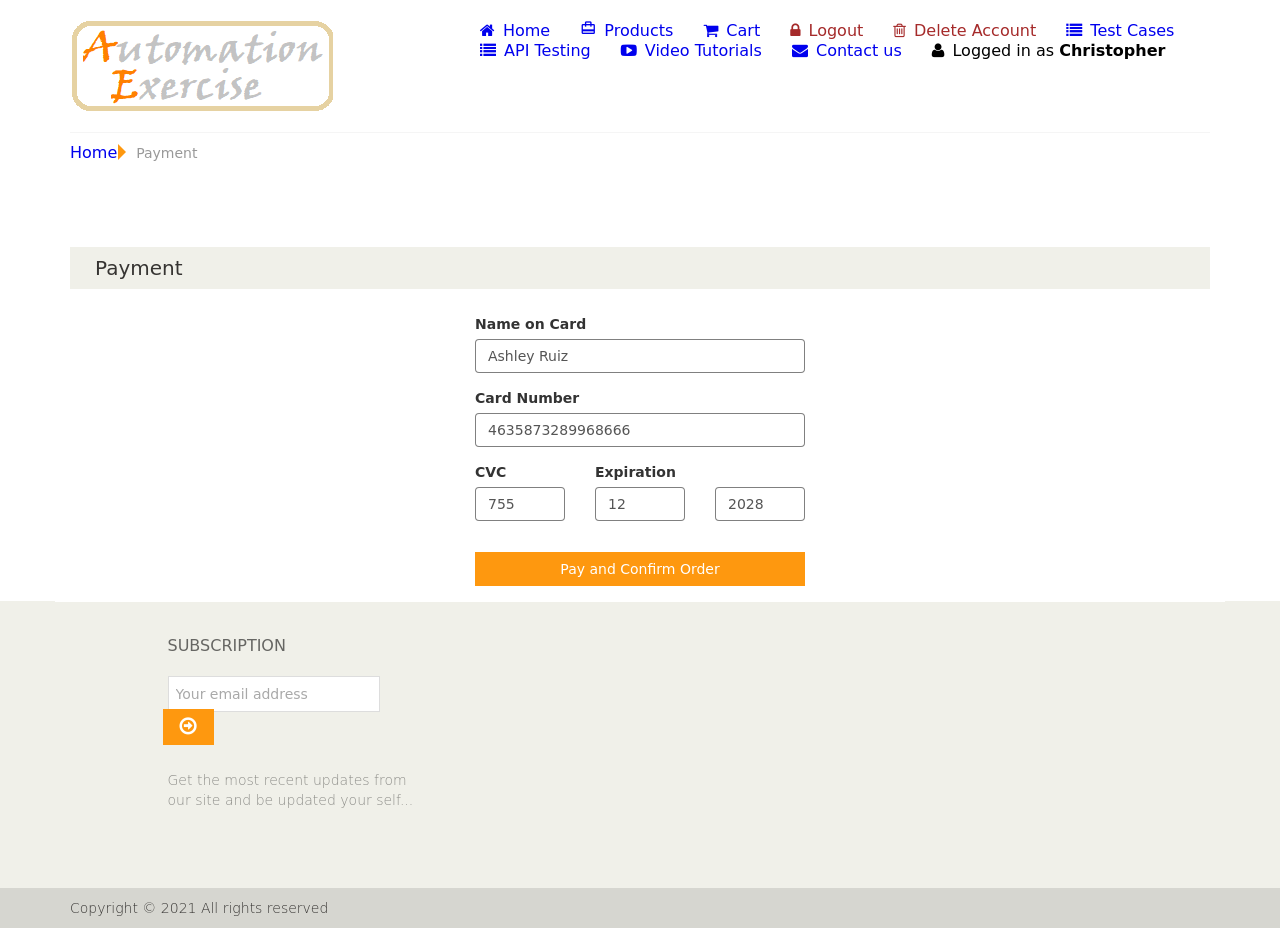 Automation
Exercise
Home Products Cart Logout Delete Account Test Cases
API Testing Video Tutorials Contact us Logged in as Christopher
Home Payment
Payment
Name on Card
Ashley Ruiz
Card Number
4635873289968666
CVC Expiration
755 12 2028
Pay and Confirm Order
SUBSCRIPTION
Your email address
Get the most recent updates from
our site and be updated your self...
Copyright © 2021 All rights reserved